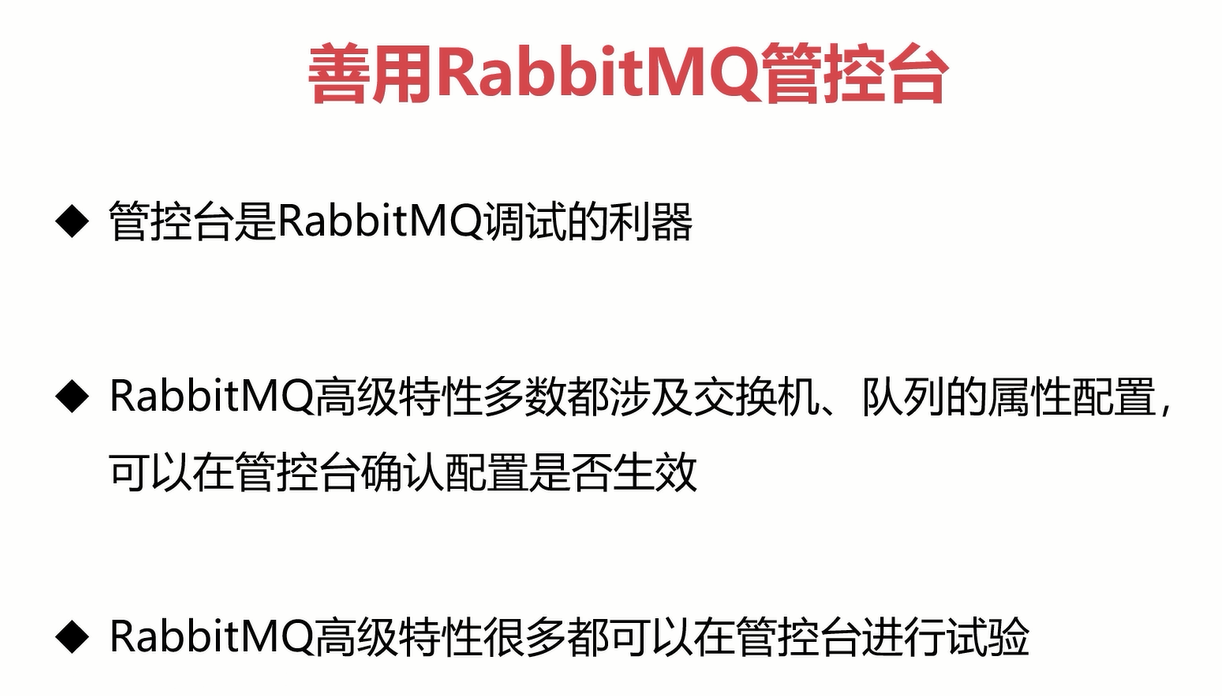 善用RabbitMQ管控台
◆ 管控台是RabbitMQ调试的利器
◆ RabbitMQ高级特性多数都涉及交换机、队列的属性配置，
可以在管控台确认配置是否生效
◆ RabbitMQ高级特性很多都可以在管控台进行试验